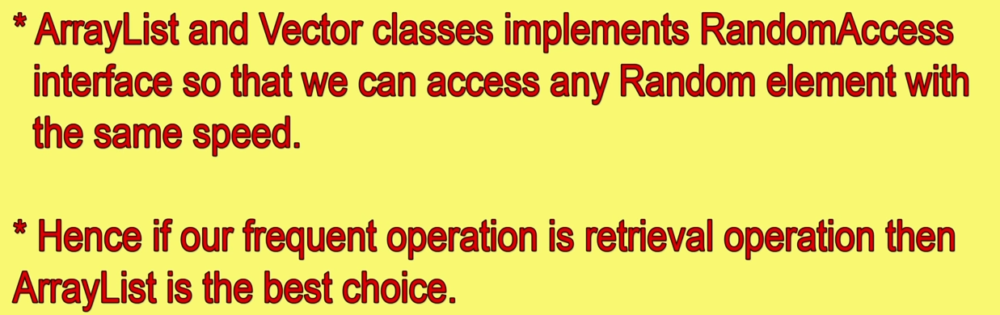 * ArrayList and Vector classes implements RandomAccess
interface so that we can access any Random element with
the same speed.
* Hence if our frequent operation is retrieval operation then
ArrayList is the best choice.